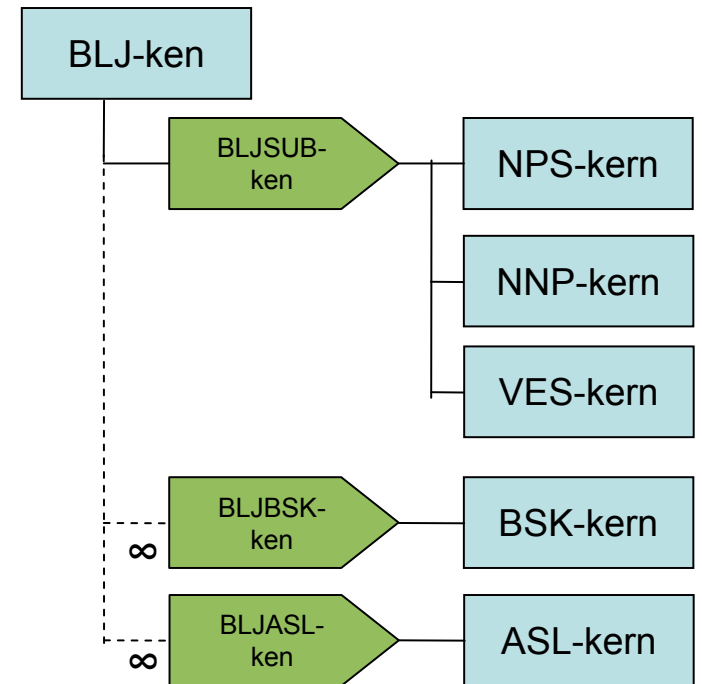 BLJ-ken
BLJSUB-
ken
NPS-kern
NNP-kern
VES-kern
BLJBSK-
ken
∞
BSK-kern
BLJASL-
ken
∞
ASL-kern